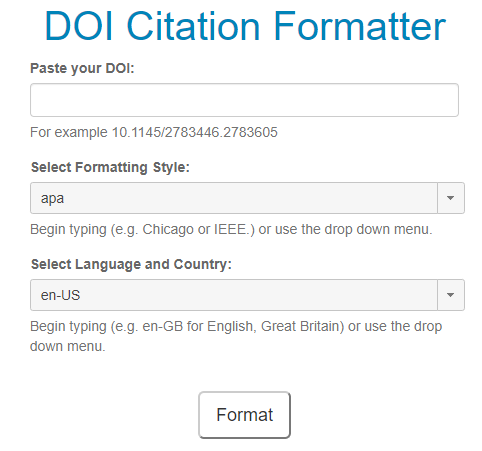 DOI Citation Formatter
Paste your DOI:
For example 10.1145/2783446.2783605
Select Formatting Style:
apa
Begin typing (e.g. Chicago or IEEE.) or use the drop down menu.
Select Language and Country:
en-US
Begin typing (e.g. en-GB for English, Great Britain) or use the drop
down menu.
Format